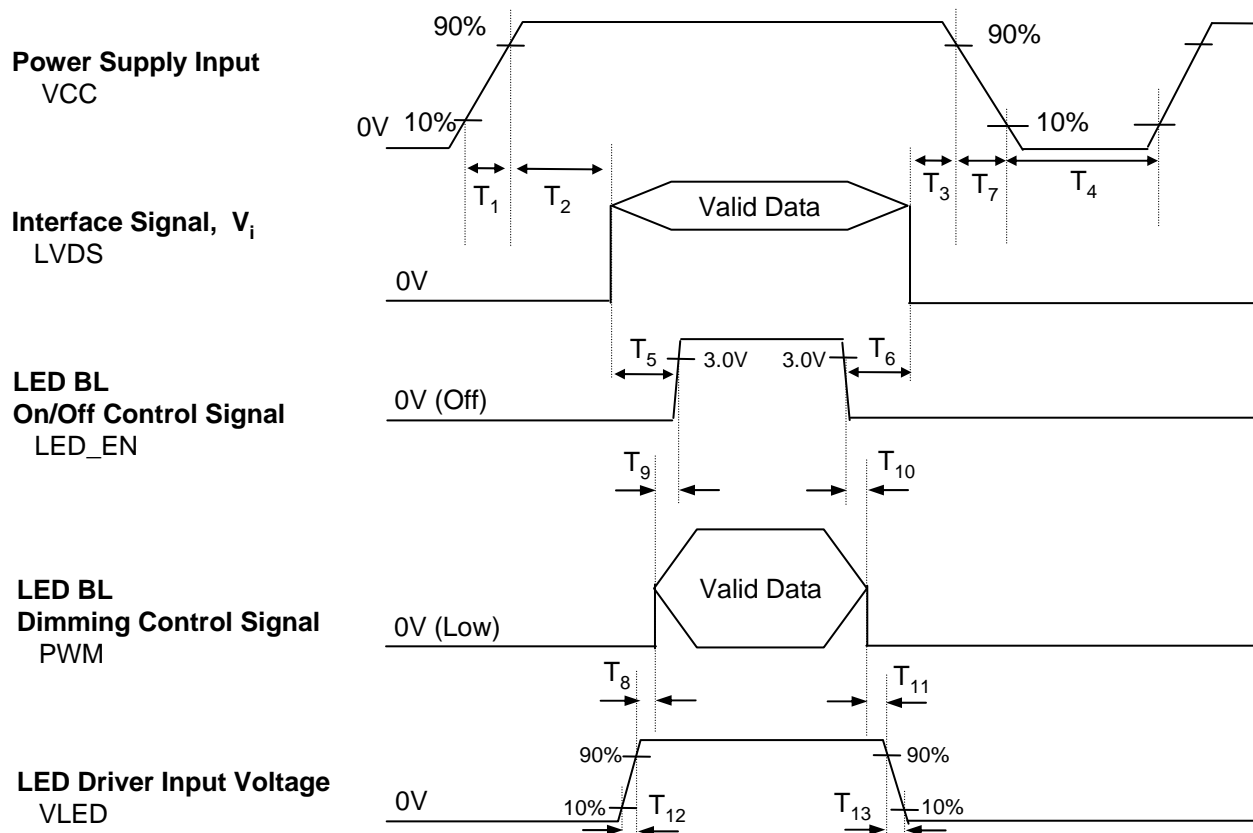 90%
90%
Power Supply Input
VCC
10%
10%
0V
T1
T2
T3
T7
T4
Valid Data
Interface Signal, Vi
LVDS
0V
T5
3.0V
3.0V
T6
LED BL
On/Off Control Signal
LED_EN
0V (Off)
T9
T10
LED BL
Dimming Control Signal
PWM
Valid Data
0V (Low)
T8
T11
90%
90%
LED Driver Input Voltage
VLED
0V
10%
T12
T13
10%